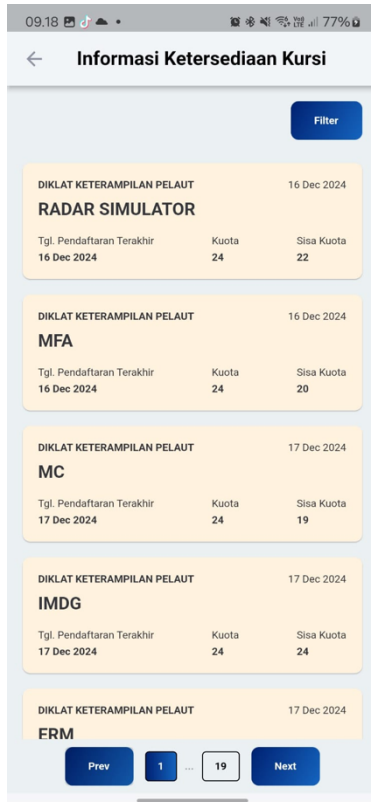 09.18 77%
Informasi Ketersediaan Kursi
Filter
DIKLAT KETERAMPILAN PELAUT 16 Dec 2024
RADAR SIMULATOR
Tgl. Pendaftaran Terakhir Kuota Sisa Kuota
16 Dec 2024 24 22
DIKLAT KETERAMPILAN PELAUT 16 Dec 2024
MFA
Tgl. Pendaftaran Terakhir Kuota Sisa Kuota
16 Dec 2024 24 20
DIKLAT KETERAMPILAN PELAUT 17 Dec 2024
MC
Tgl. Pendaftaran Terakhir Kuota Sisa Kuota
17 Dec 2024 24 19
DIKLAT KETERAMPILAN PELAUT 17 Dec 2024
IMDG
Tgl. Pendaftaran Terakhir Kuota Sisa Kuota
17 Dec 2024 24 24
DIKLAT KETERAMPILAN PELAUT 17 Dec 2024
ERM
Prev 1 ... 19 Next